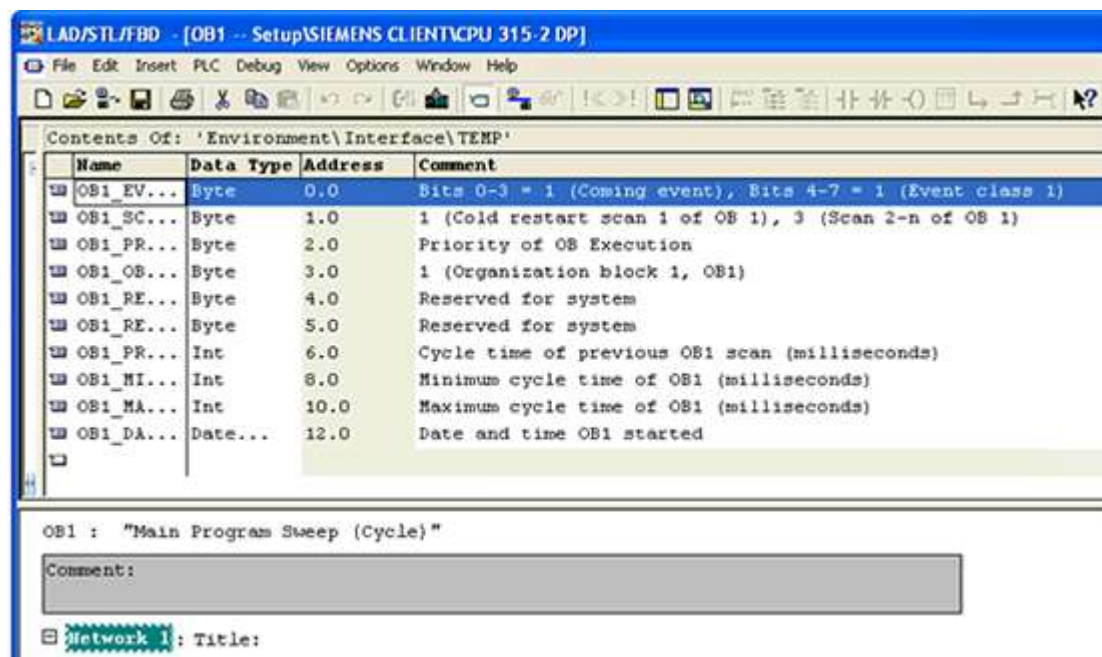 LAD/STL/FBD - [OB1 -- Setup\SIEMENS CLIENT\CPU 315-2 DP]
File Edit Insert PLC Debug View Options Window Help
Contents Of: 'Environment\Interface\TEMP'
Name Data Type Address Comment
OB1_EV... Byte 0.0 Bits 0-3 = 1 (Coming event), Bits 4-7 = 1 (Event class 1)
OB1_SC... Byte 1.0 1 (Cold restart scan 1 of OB 1), 3 (Scan 2-n of OB 1)
OB1_PR... Byte 2.0 Priority of OB Execution
OB1_OB... Byte 3.0 1 (Organization block 1, OB1)
OB1_RE... Byte 4.0 Reserved for system
OB1_RE... Byte 5.0 Reserved for system
OB1_PR... Int 6.0 Cycle time of previous OB1 scan (milliseconds)
OB1_MI... Int 8.0 Minimum cycle time of OB1 (milliseconds)
OB1_MA... Int 10.0 Maximum cycle time of OB1 (milliseconds)
OB1_DA... Date... 12.0 Date and time OB1 started
OB1 : "Main Program Sweep (Cycle)"
Comment:
Network 1: Title: